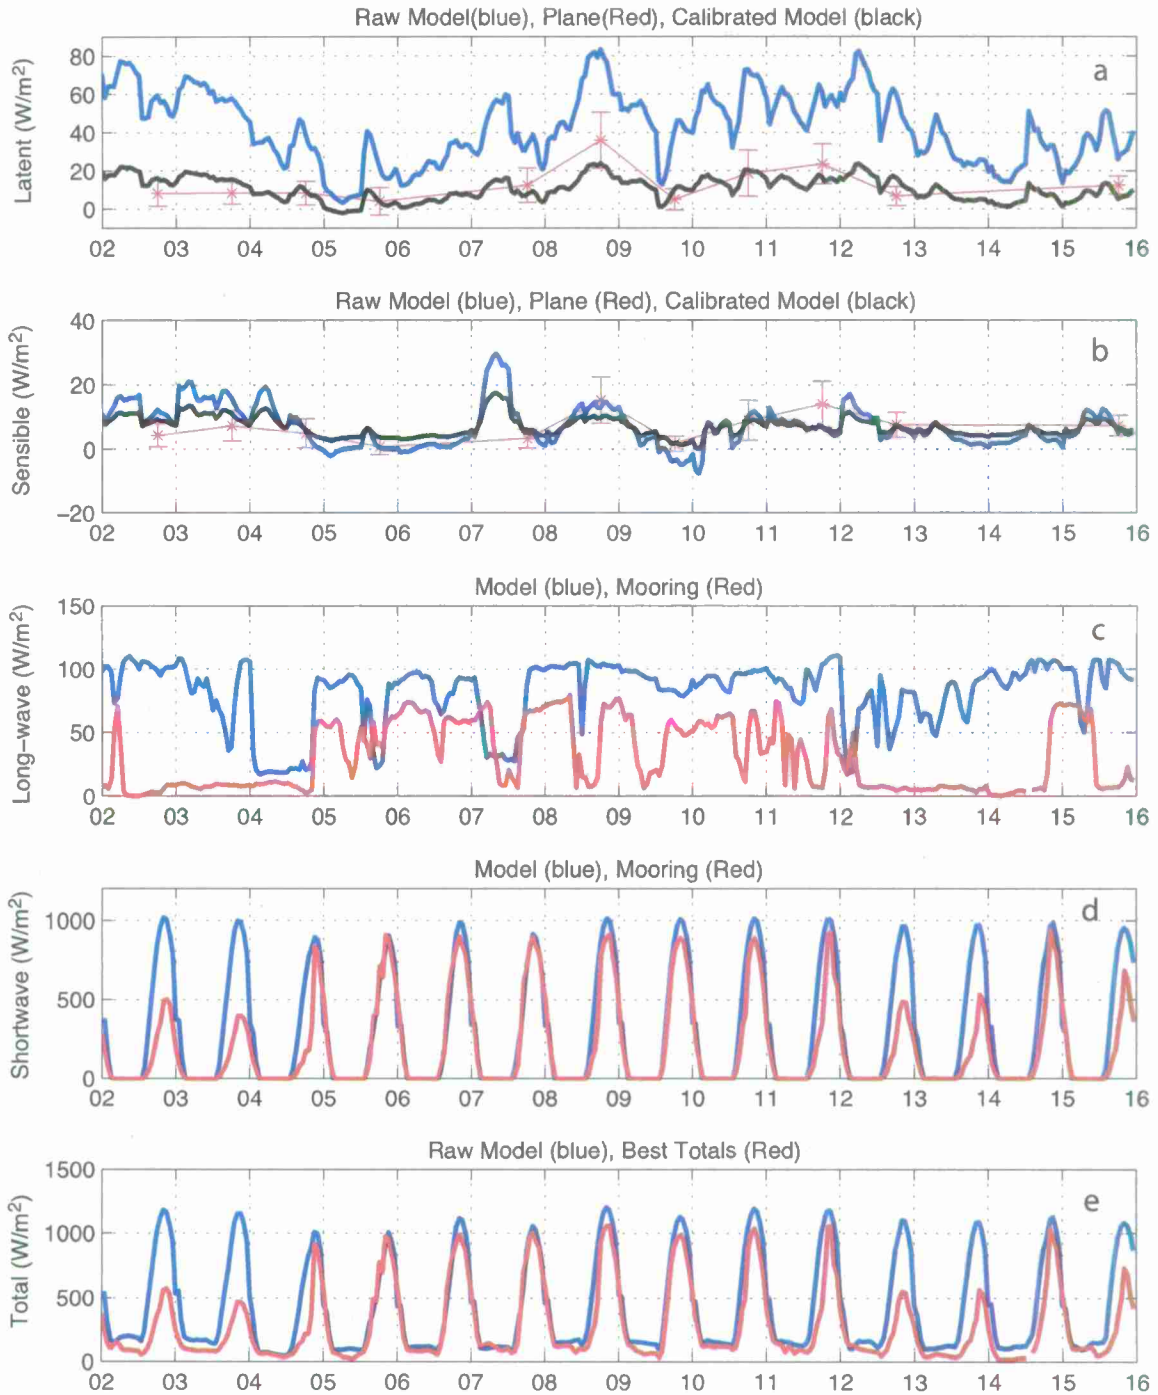 Raw Model(blue), Plane(Red), Calibrated Model (black)
Latent (W/m²)
80
60
40
20
0
a
02 03 04 05 06 07 08 09 10 11 12 13 14 15 16
Raw Model (blue), Plane (Red), Calibrated Model (black)
Sensible (W/m²)
40
20
0
−20
b
02 03 04 05 06 07 08 09 10 11 12 13 14 15 16
Model (blue), Mooring (Red)
Long−wave (W/m²)
150
100
50
0
c
02 03 04 05 06 07 08 09 10 11 12 13 14 15 16
Model (blue), Mooring (Red)
Shortwave (W/m²)
1000
500
0
d
02 03 04 05 06 07 08 09 10 11 12 13 14 15 16
Raw Model (blue), Best Totals (Red)
Total (W/m²)
1500
1000
500
0
e
02 03 04 05 06 07 08 09 10 11 12 13 14 15 16